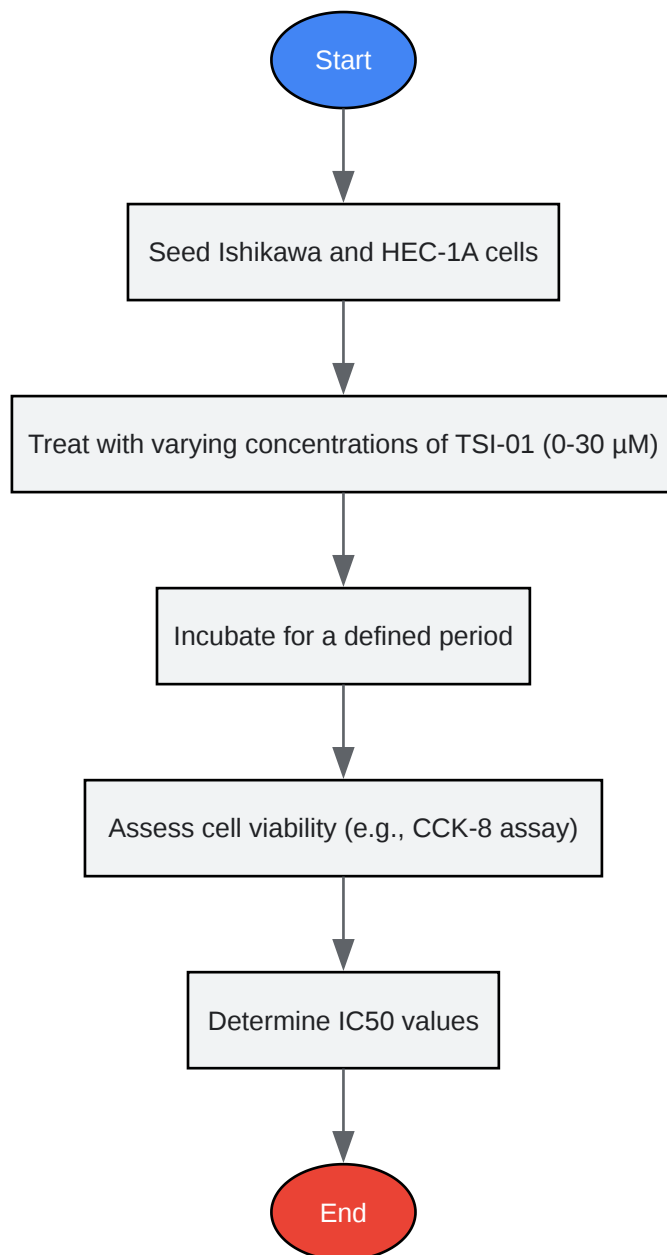 Start
Seed Ishikawa and HEC-1A cells
Treat with varying concentrations of TSI-01 (0-30 µM)
Incubate for a defined period
Assess cell viability (e.g., CCK-8 assay)
Determine IC50 values
End